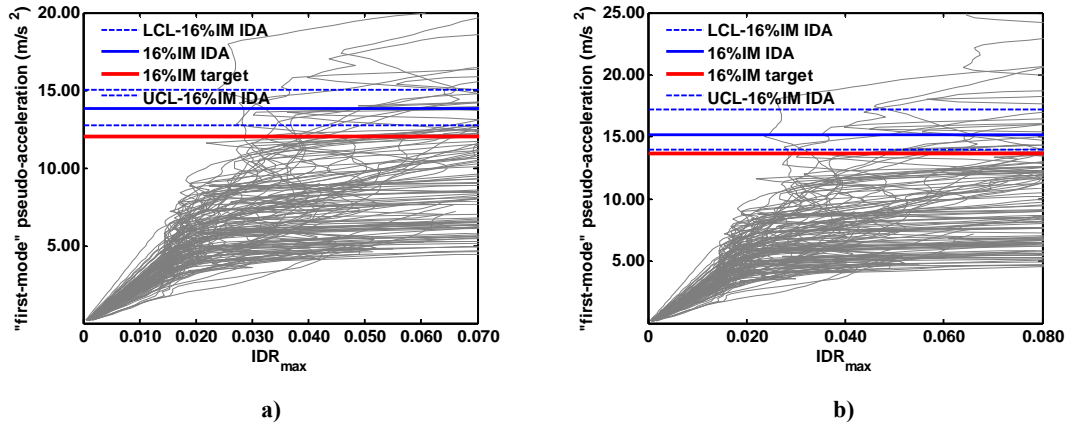 20.00
LCL-16%IM IDA
16%IM IDA
16%IM target
UCL-16%IM IDA
15.00
10.00
5.00
0
0.010
0.020
0.030
0.040
0.050
0.060
0.070
"first-mode" pseudo-acceleration (m/s²)
IDRmax
a)
25.00
LCL-16%IM IDA
16%IM IDA
16%IM target
UCL-16%IM IDA
20.00
15.00
10.00
5.00
0
0.020
0.040
0.060
0.080
"first-mode" pseudo-acceleration (m/s²)
IDRmax
b)